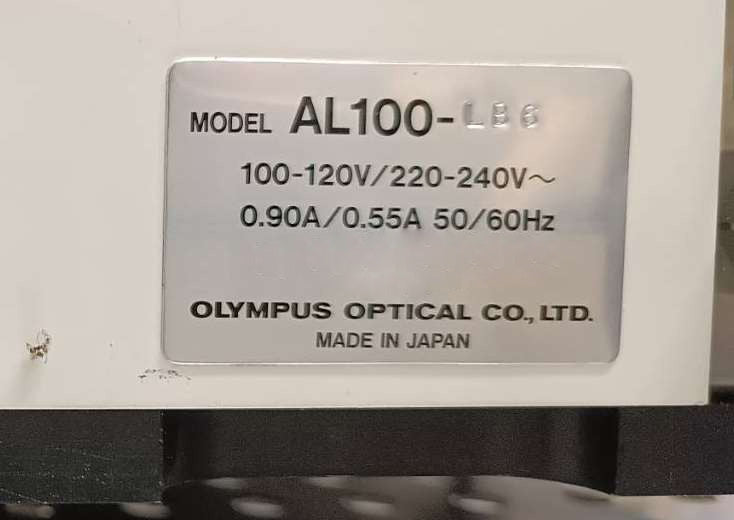 MODEL AL100-LB6
100-120V/220-240V～
0.90A/0.55A 50/60Hz
OLYMPUS OPTICAL CO., LTD.
MADE IN JAPAN